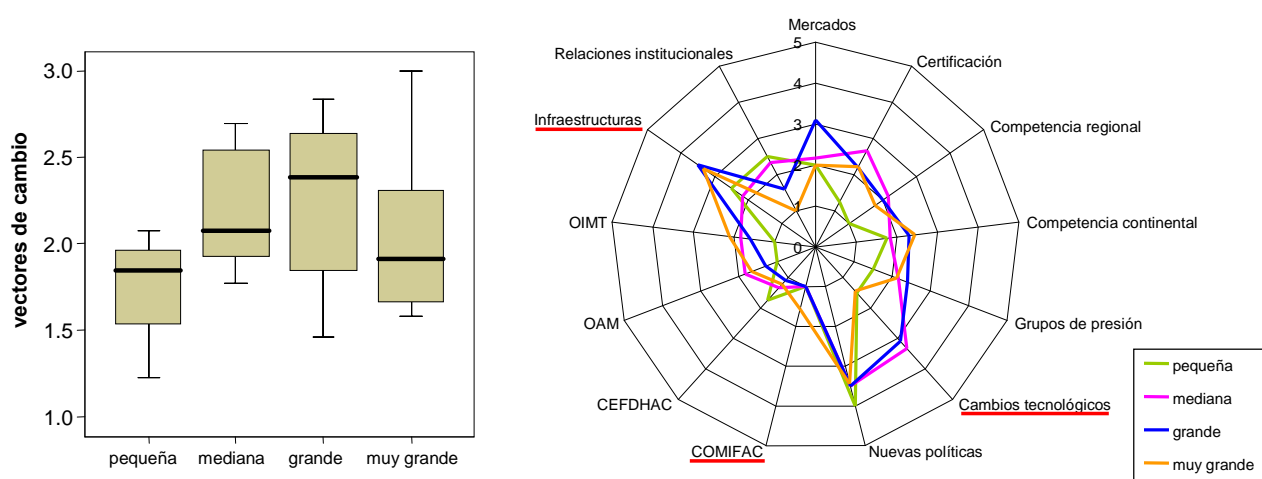 vectores de cambio
3.0
2.5
2.0
1.5
1.0
pequeña
mediana
grande
muy grande
Mercados
Certificación
Competencia regional
Competencia continental
Grupos de presión
Cambios tecnológicos
Nuevas políticas
COMIFAC
CEFDHAC
OAM
OIMT
Infraestructuras
Relaciones institucionales
5
4
3
2
1
0
pequeña
mediana
grande
muy grande